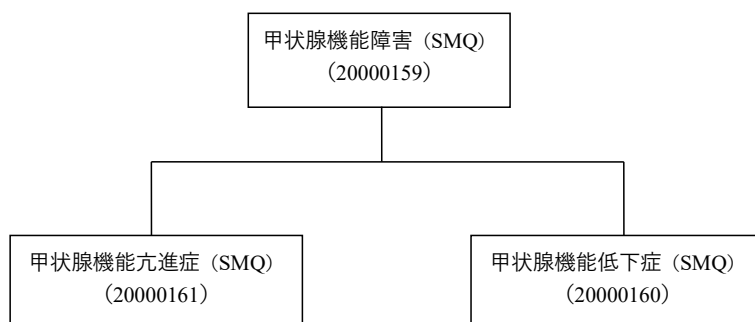 甲状腺機能障害（SMQ）
（20000159）
甲状腺機能亢進症（SMQ）
（20000161）
甲状腺機能低下症（SMQ）
（20000160）